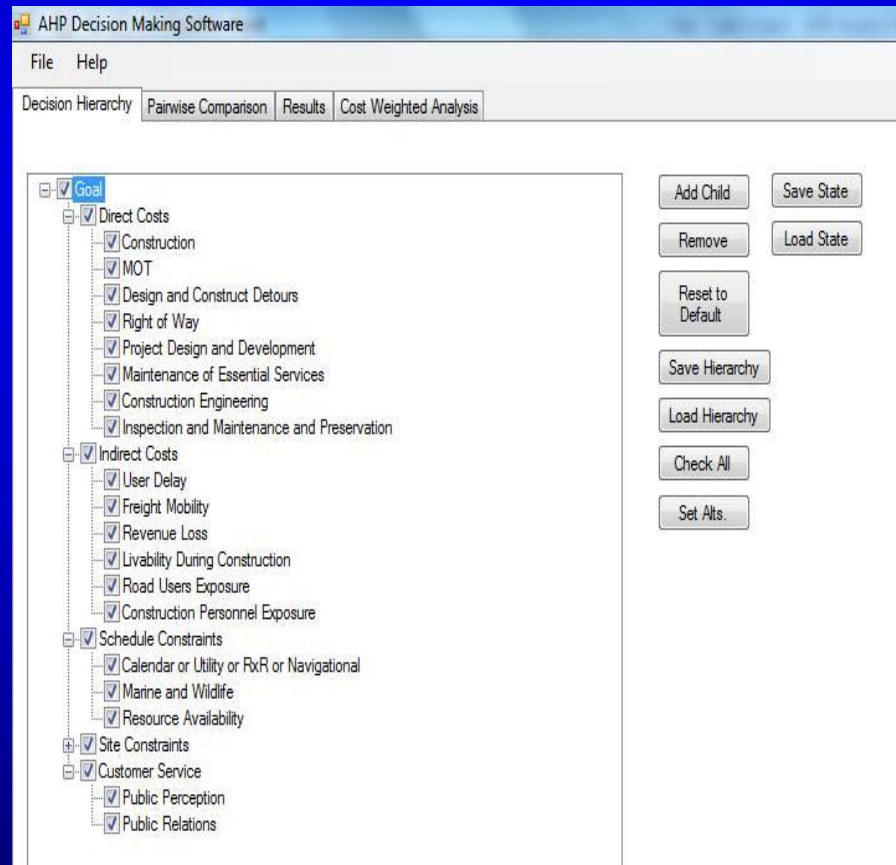 AHP Decision Making Software
File Help
Decision Hierarchy Pairwise Comparison Results Cost Weighted Analysis
Goal
Direct Costs
Construction
MOT
Design and Construct Detours
Right of Way
Project Design and Development
Maintenance of Essential Services
Construction Engineering
Inspection and Maintenance and Preservation
Indirect Costs
User Delay
Freight Mobility
Revenue Loss
Livability During Construction
Road Users Exposure
Construction Personnel Exposure
Schedule Constraints
Calendar or Utility or RxR or Navigational
Marine and Wildlife
Resource Availability
Site Constraints
Customer Service
Public Perception
Public Relations
Add Child Save State
Remove Load State
Reset to
Default
Save Hierarchy
Load Hierarchy
Check All
Set Alts.